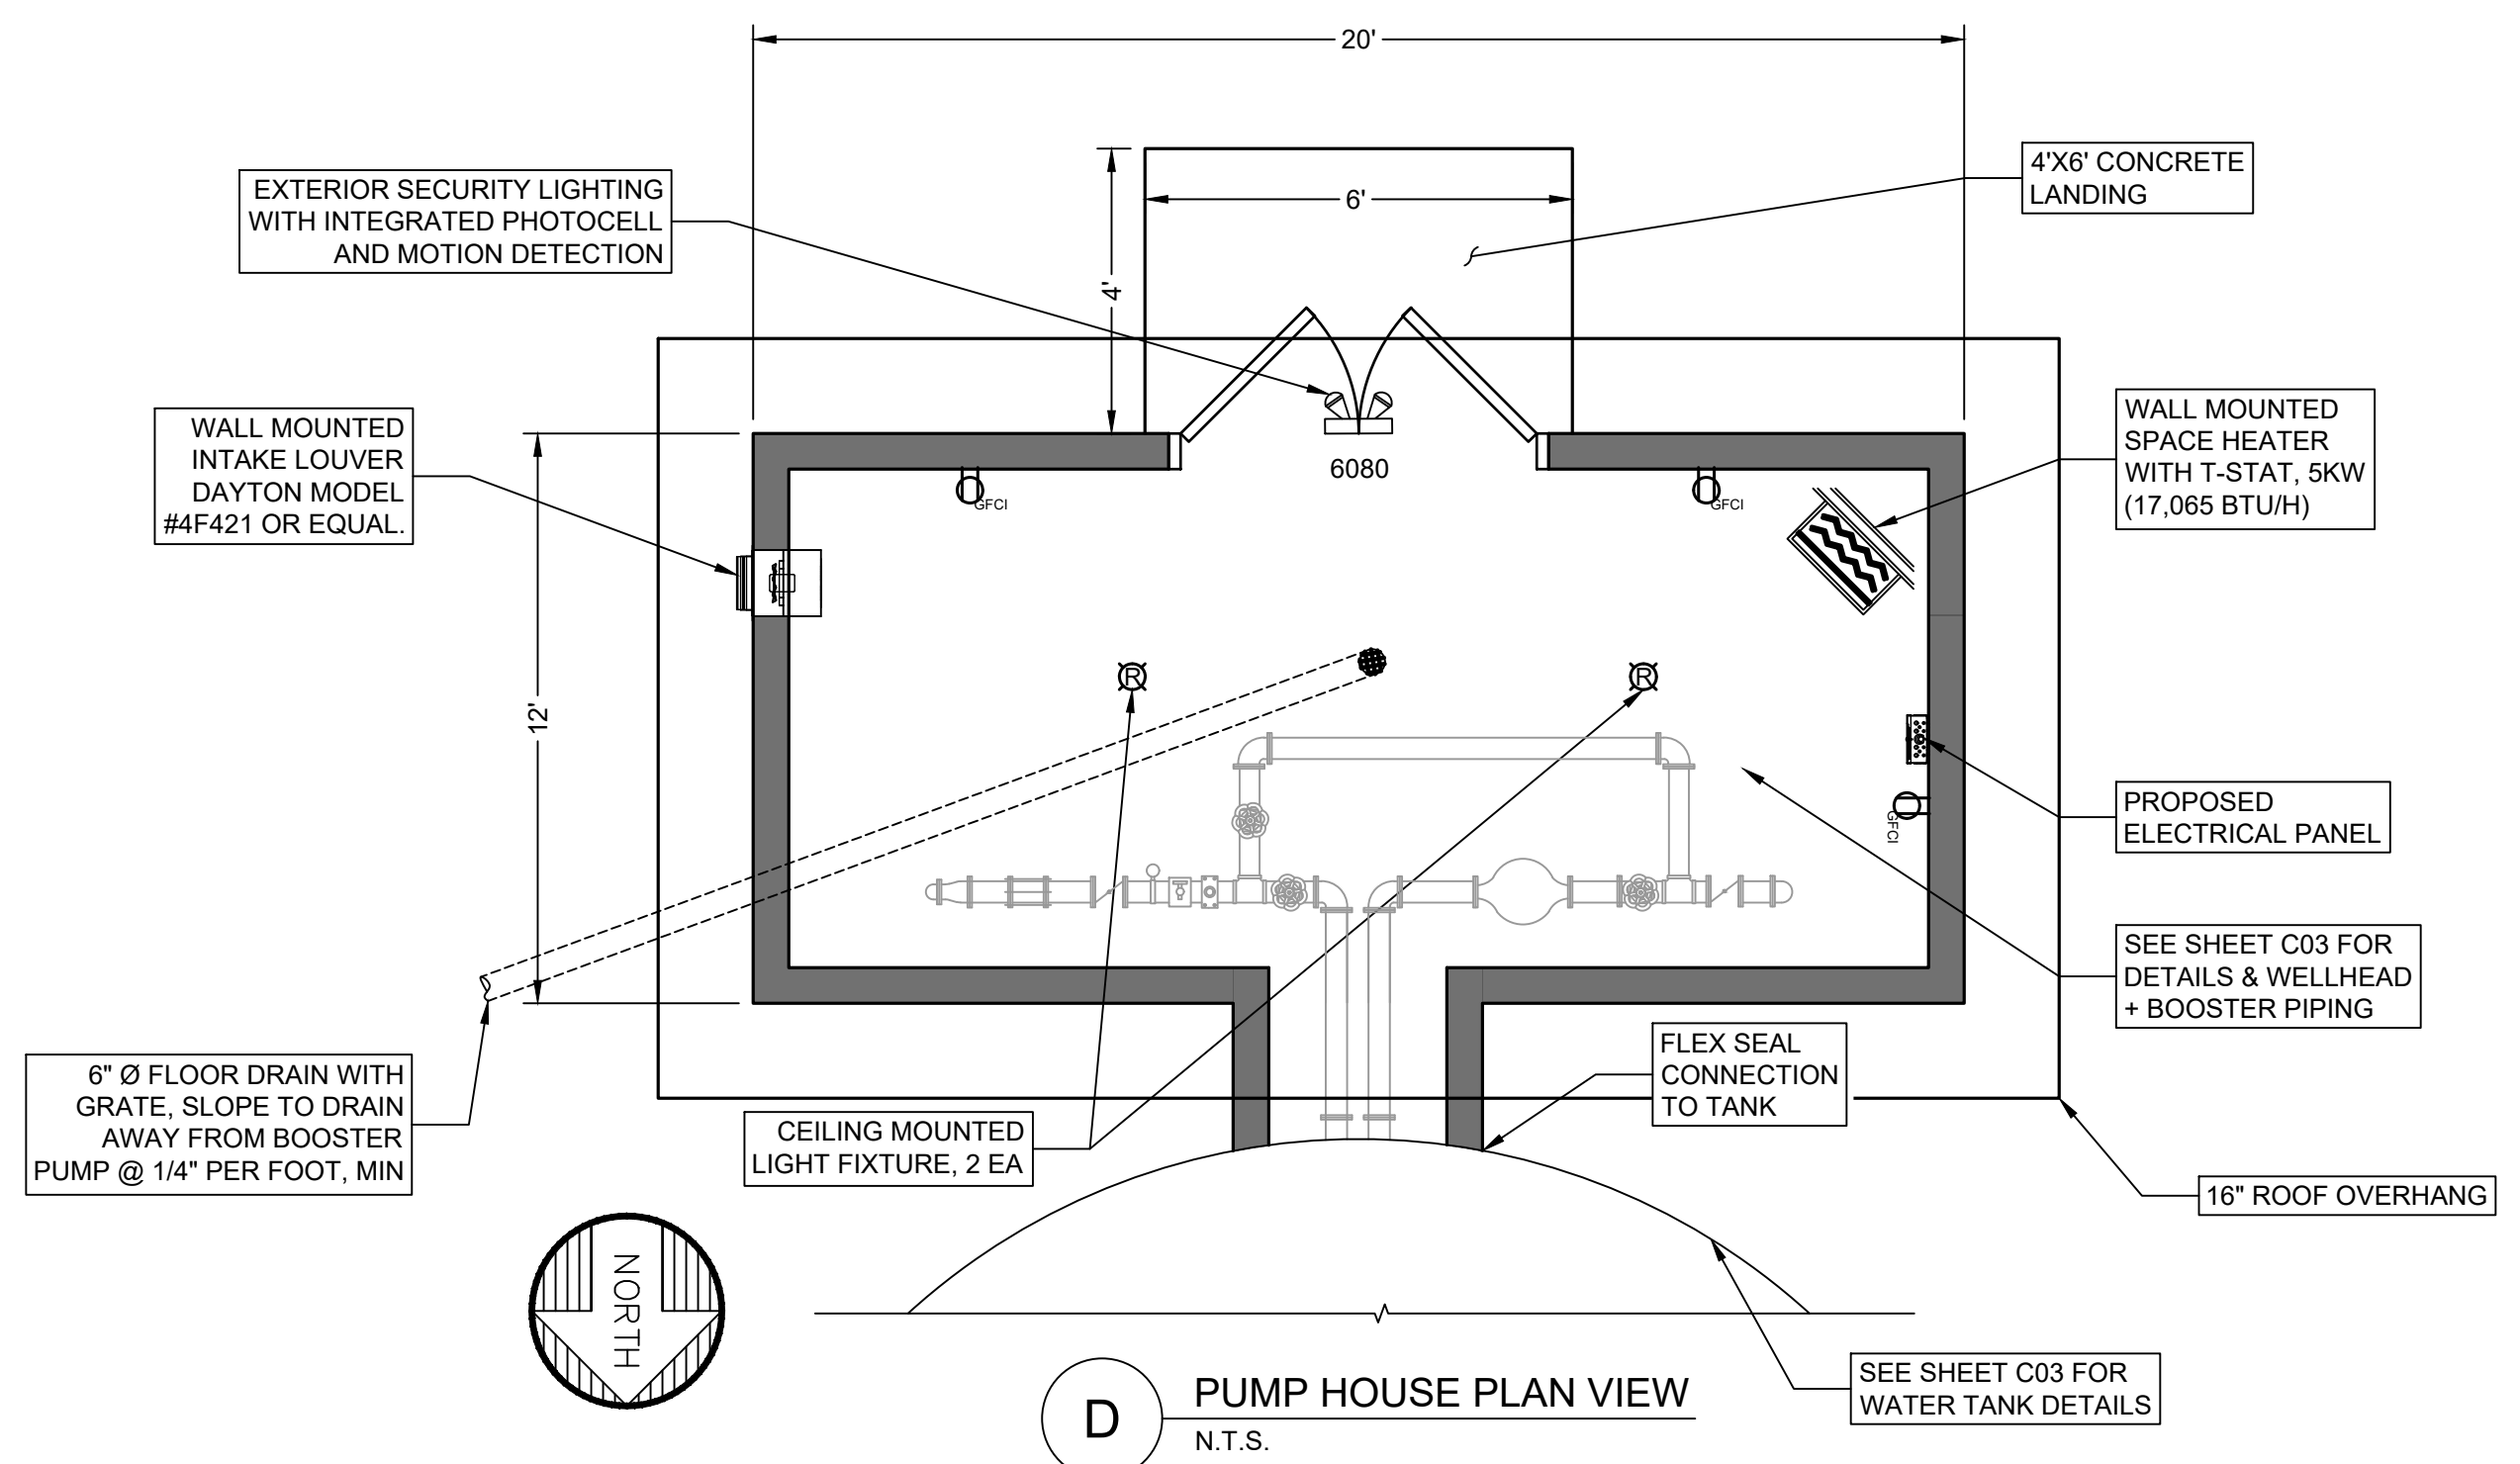 20'
EXTERIOR SECURITY LIGHTING
WITH INTEGRATED PHOTOCELL
AND MOTION DETECTION
6'
4'
4'X6' CONCRETE
LANDING
WALL MOUNTED
INTAKE LOUVER
DAYTON MODEL
#4F421 OR EQUAL.
6080
GFCI
GFCI
WALL MOUNTED
SPACE HEATER
WITH T-STAT, 5KW
(17,065 BTU/H)
12'
R
R
GFCI
PROPOSED
ELECTRICAL PANEL
SEE SHEET C03 FOR
DETAILS & WELLHEAD
+ BOOSTER PIPING
6" Ø FLOOR DRAIN WITH
GRATE, SLOPE TO DRAIN
AWAY FROM BOOSTER
PUMP @ 1/4" PER FOOT, MIN
CEILING MOUNTED
LIGHT FIXTURE, 2 EA
FLEX SEAL
CONNECTION
TO TANK
16" ROOF OVERHANG
NORTH
SEE SHEET C03 FOR
WATER TANK DETAILS
D
PUMP HOUSE PLAN VIEW
N.T.S.